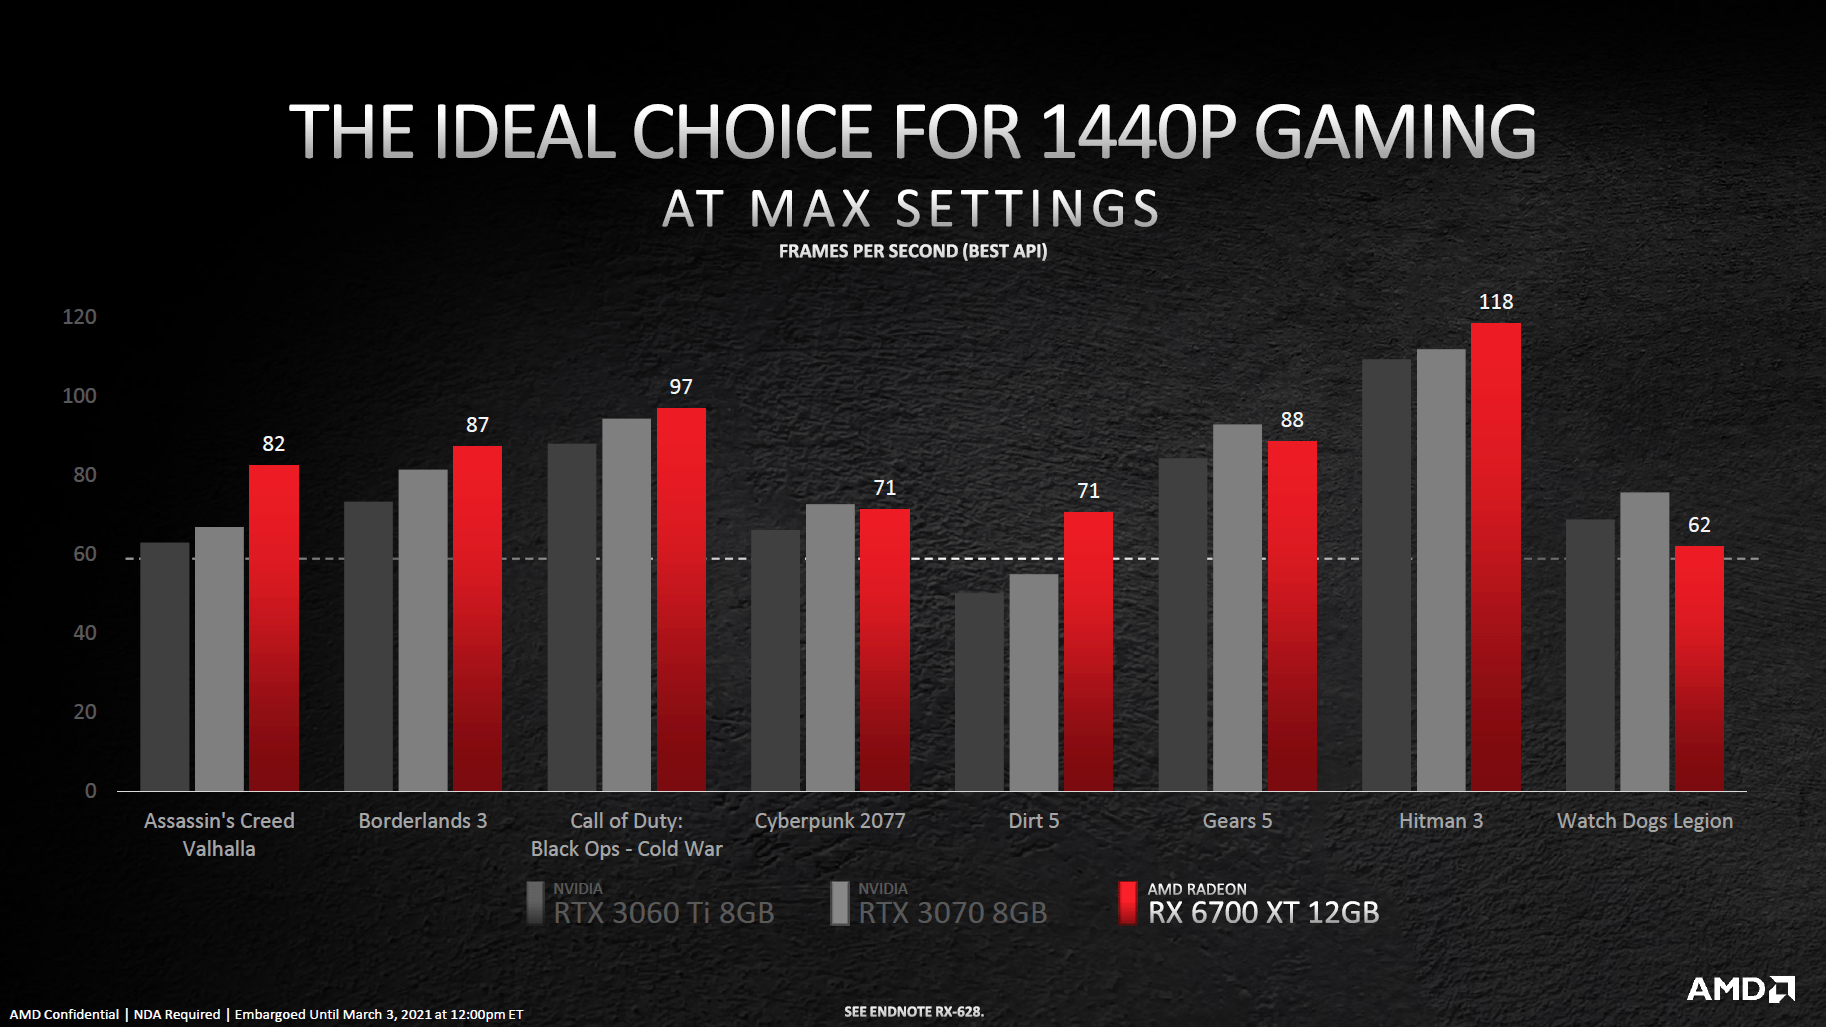 THE IDEAL CHOICE FOR 1440P GAMING
AT MAX SETTINGS
FRAMES PER SECOND (BEST API)
120
100
80
60
40
20
0
82
87
97
71
71
88
118
62
Assassin's Creed
Valhalla
Borderlands 3
Call of Duty:
Black Ops - Cold War
Cyberpunk 2077
Dirt 5
Gears 5
Hitman 3
Watch Dogs Legion
NVIDIA
RTX 3060 Ti 8GB
NVIDIA
RTX 3070 8GB
AMD RADEON
RX 6700 XT 12GB
AMD
AMD Confidential | NDA Required | Embargoed Until March 3, 2021 at 12:00pm ET
SEE ENDNOTE RX-628.